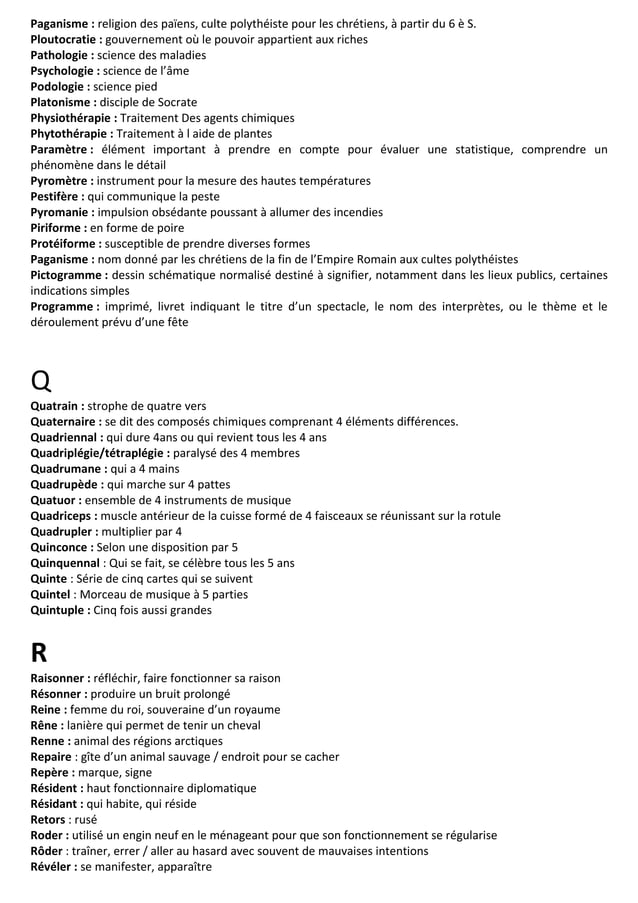 Paganisme : religion des païens, culte polythéiste pour les chrétiens, à partir du 6 è S.
Ploutocratie : gouvernement où le pouvoir appartient aux riches
Pathologie : science des maladies
Psychologie : science de l’âme
Podologie : science pied
Platonisme : disciple de Socrate
Physiothérapie : Traitement Des agents chimiques
Phytothérapie : Traitement à l aide de plantes
Paramètre : élément important à prendre en compte pour évaluer une statistique, comprendre un
phénomène dans le détail
Pyromètre : instrument pour la mesure des hautes températures
Pestifère : qui communique la peste
Pyromanie : impulsion obsédante poussant à allumer des incendies
Piriforme : en forme de poire
Protéiforme : susceptible de prendre diverses formes
Paganisme : nom donné par les chrétiens de la fin de l’Empire Romain aux cultes polythéistes
Pictogramme : dessin schématique normalisé destiné à signifier, notamment dans les lieux publics, certaines
indications simples
Programme : imprimé, livret indiquant le titre d’un spectacle, le nom des interprètes, ou le thème et le
déroulement prévu d’une fête
Q
Quatrain : strophe de quatre vers
Quaternaire : se dit des composés chimiques comprenant 4 éléments différences.
Quadriennal : qui dure 4ans ou qui revient tous les 4 ans
Quadriplégie/tétraplégie : paralysé des 4 membres
Quadrumane : qui a 4 mains
Quadrupède : qui marche sur 4 pattes
Quatuor : ensemble de 4 instruments de musique
Quadriceps : muscle antérieur de la cuisse formé de 4 faisceaux se réunissant sur la rotule
Quadrupler : multiplier par 4
Quinconce : Selon une disposition par 5
Quinquennal : Qui se fait, se célèbre tous les 5 ans
Quinte : Série de cinq cartes qui se suivent
Quintel : Morceau de musique à 5 parties
Quintuple : Cinq fois aussi grandes
R
Raisonner : réfléchir, faire fonctionner sa raison
Résonner : produire un bruit prolongé
Reine : femme du roi, souveraine d’un royaume
Rêne : lanière qui permet de tenir un cheval
Renne : animal des régions arctiques
Repaire : gîte d’un animal sauvage / endroit pour se cacher
Repère : marque, signe
Résident : haut fonctionnaire diplomatique
Résidant : qui habite, qui réside
Retors : rusé
Roder : utilisé un engin neuf en le ménageant pour que son fonctionnement se régularise
Rôder : traîner, errer / aller au hasard avec souvent de mauvaises intentions
Révéler : se manifester, apparaître